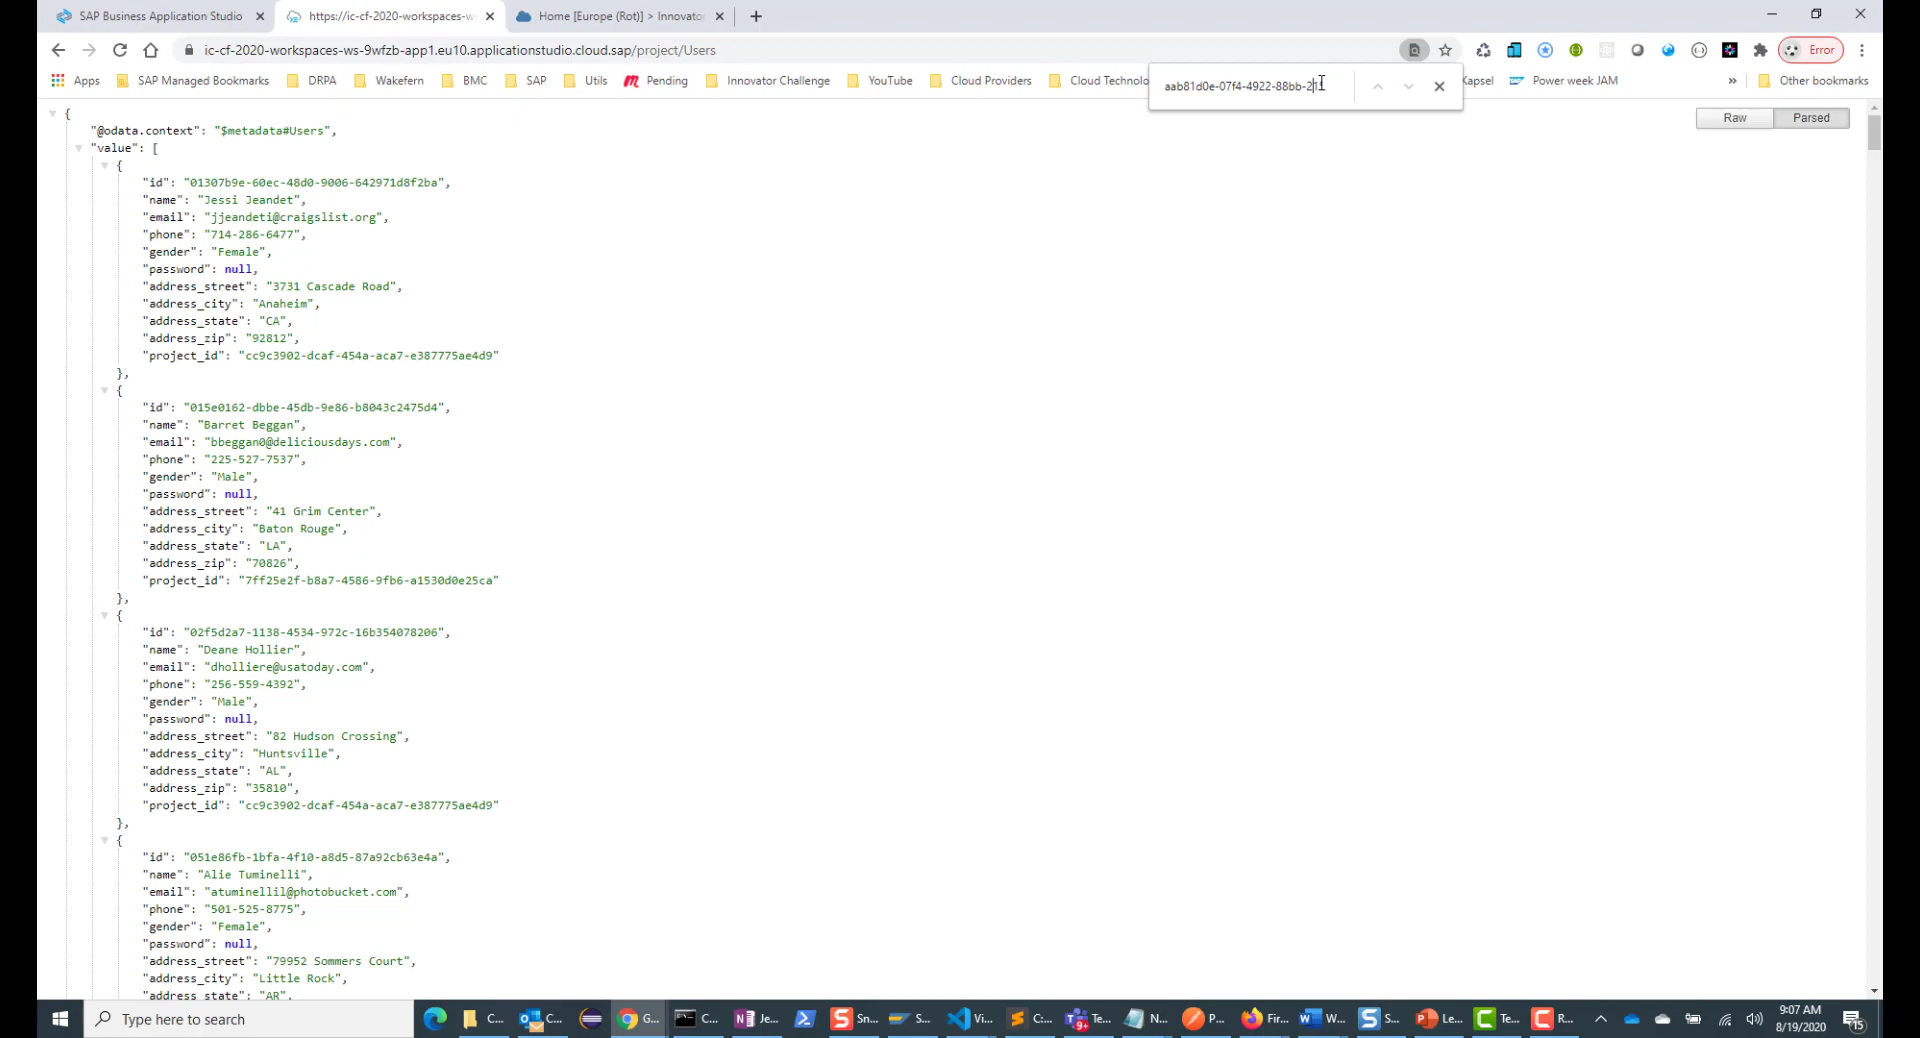 SAP Business Application Studio
https://ic-cf-2020-workspaces-ws
Home [Europe (Rot)] > Innovator
ic-cf-2020-workspaces-ws-9wfzb-app1.eu10.applicationstudio.cloud.sap/project/Users
Error
Apps
SAP Managed Bookmarks
DRPA
Wakefern
BMC
SAP
Utils
Pending
Innovator Challenge
YouTube
Cloud Providers
Cloud Technolo
Kapsel
Power week JAM
»
Other bookmarks
aab81d0e-07f4-4922-88bb-21
Raw
Parsed
{
"@odata.context": "$metadata#Users",
"value": [
{
"id": "01307b9e-60ec-48d0-9006-642971d8f2ba",
"name": "Jessi Jeandet",
"email": "jjeandeti@craigslist.org",
"phone": "714-286-6477",
"gender": "Female",
"password": null,
"address_street": "3731 Cascade Road",
"address_city": "Anaheim",
"address_state": "CA",
"address_zip": "92812",
"project_id": "cc9c3902-dcaf-454a-aca7-e387775ae4d9"
},
{
"id": "015e0162-dbbe-45db-9e86-b8043c2475d4",
"name": "Barret Beggan",
"email": "bbeggan0@deliciousdays.com",
"phone": "225-527-7537",
"gender": "Male",
"password": null,
"address_street": "41 Grim Center",
"address_city": "Baton Rouge",
"address_state": "LA",
"address_zip": "70826",
"project_id": "7ff25e2f-b8a7-4586-9fb6-a1530d0e25ca"
},
{
"id": "02f5d2a7-1138-4534-972c-16b354078206",
"name": "Deane Hollier",
"email": "dholliere@usatoday.com",
"phone": "256-559-4392",
"gender": "Male",
"password": null,
"address_street": "82 Hudson Crossing",
"address_city": "Huntsville",
"address_state": "AL",
"address_zip": "35810",
"project_id": "cc9c3902-dcaf-454a-aca7-e387775ae4d9"
},
{
"id": "051e86fb-1bfa-4f10-a8d5-87a92cb63e4a",
"name": "Alie Tuminelli",
"email": "atuminellil@photobucket.com",
"phone": "501-525-8775",
"gender": "Female",
"password": null,
"address_street": "79952 Sommers Court",
"address_city": "Little Rock",
"address_state": "AR",
Type here to search
C...
C...
G...
C...
Je...
Sn...
S...
Vi...
C:...
Te...
N...
P...
Fir...
W...
S...
Le...
Te...
R...
9:07 AM
8/19/2020
15